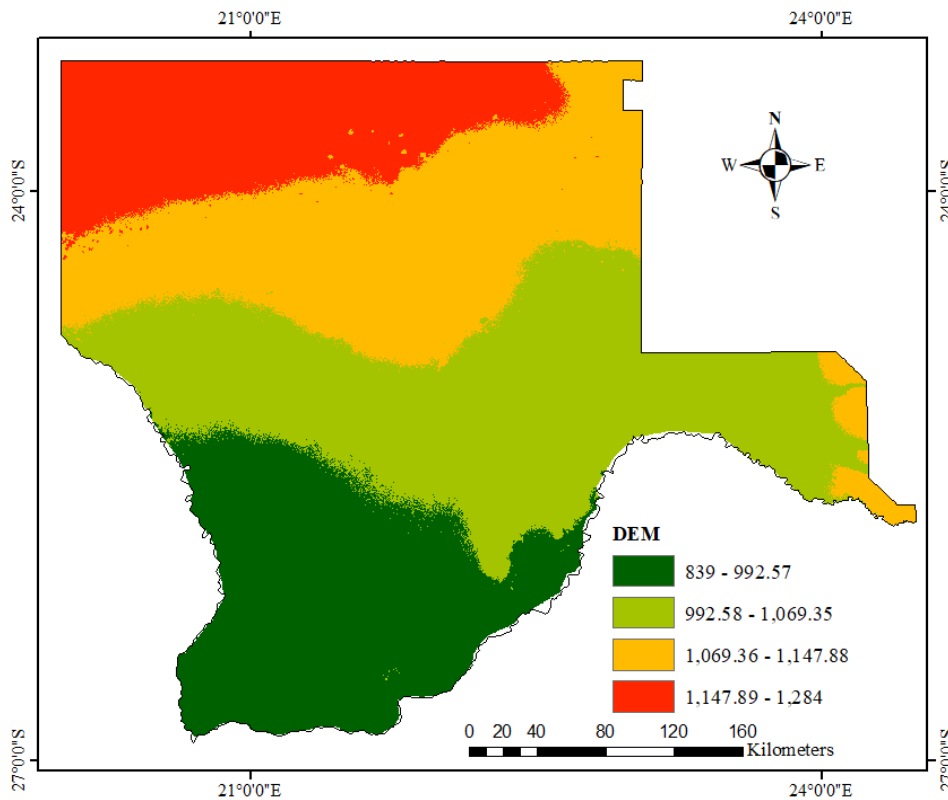 21°0'0"E 24°0'0"E
N
W E
S
24°0'0"S 24°0'0"S
DEM
839 - 992.57
992.58 - 1,069.35
1,069.36 - 1,147.88
1,147.89 - 1,284
0 20 40 80 120 160
Kilometers
27°0'0"S 27°0'0"S
21°0'0"E 24°0'0"E